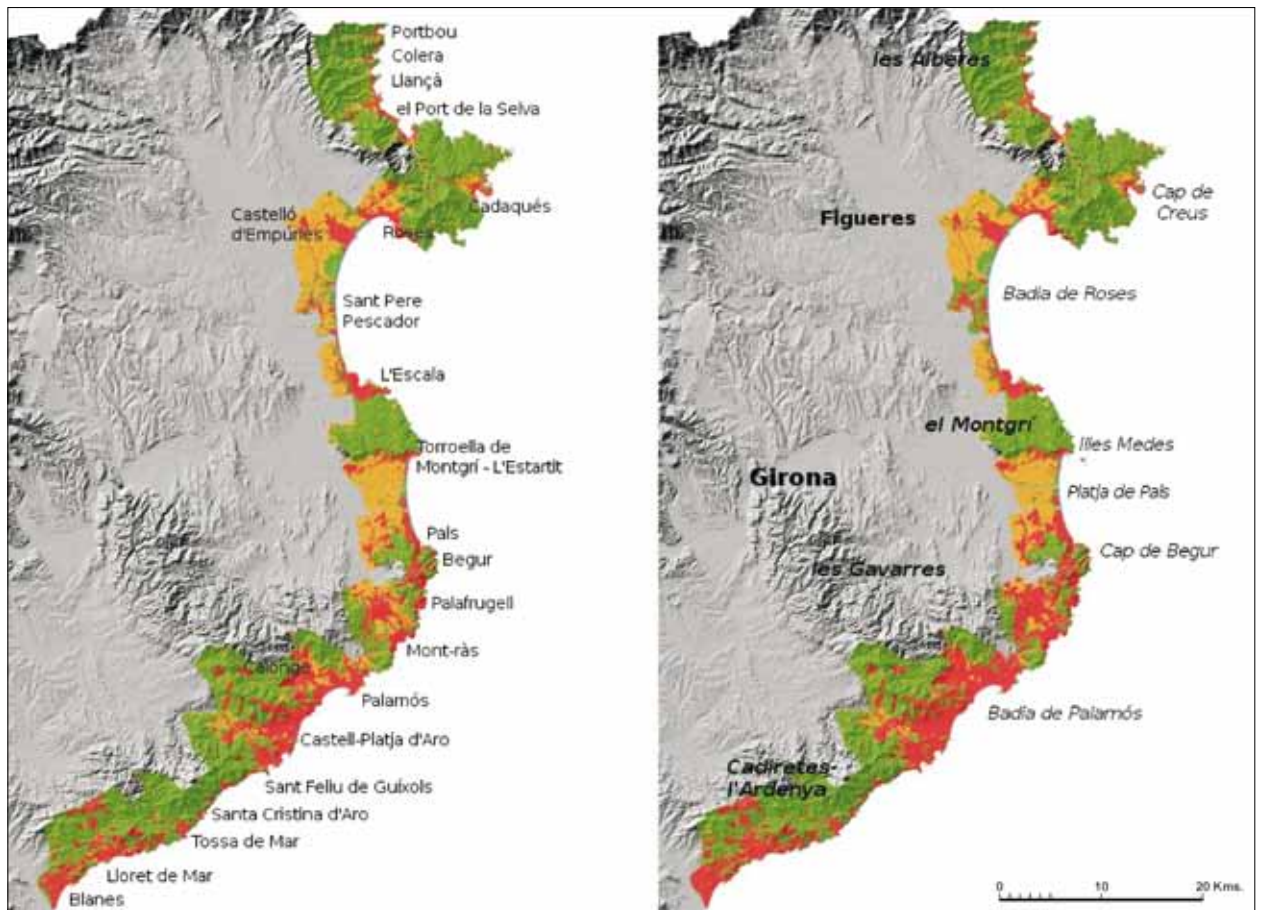 Portbou
Colera
Llançà
el Port de la Selva
Cadaqués
Castelló
d'Empúries
Roses
Sant Pere
Pescador
L'Escala
Torroella de
Montgrí - L'Estartit
Pals
Begur
Palafrugell
Mont-ràs
Calonge
Palamós
Castell-Platja d'Aro
Sant Feliu de Guíxols
Santa Cristina d'Aro
Tossa de Mar
Lloret de Mar
Blanes
les Alberes
Cap de
Creus
Figueres
Badia de Roses
el Montgrí
Illes Medes
Girona
Platja de Pals
Cap de Begur
les Gavarres
Badia de Palamós
Cadiretes-
l'Ardenya
0 10 20 Kms.